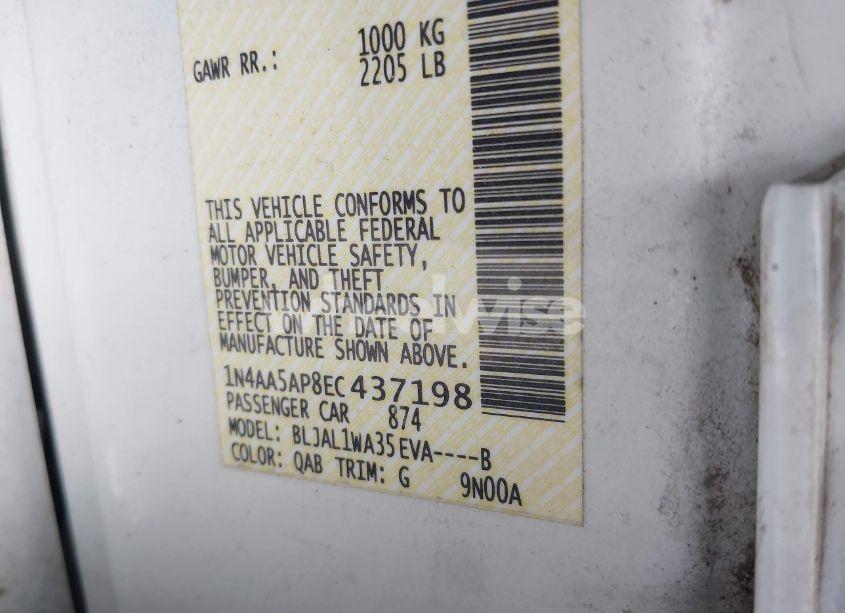 GAWR RR.: 1000 KG
2205 LB
THIS VEHICLE CONFORMS TO
ALL APPLICABLE FEDERAL
MOTOR VEHICLE SAFETY,
BUMPER, AND THEFT
PREVENTION STANDARDS IN
EFFECT ON THE DATE OF
MANUFACTURE SHOWN ABOVE.
1N4AA5AP8EC437198
PASSENGER CAR 874
MODEL: BLJAL1WA35EVA----B
COLOR: QAB TRIM: G 9N00A